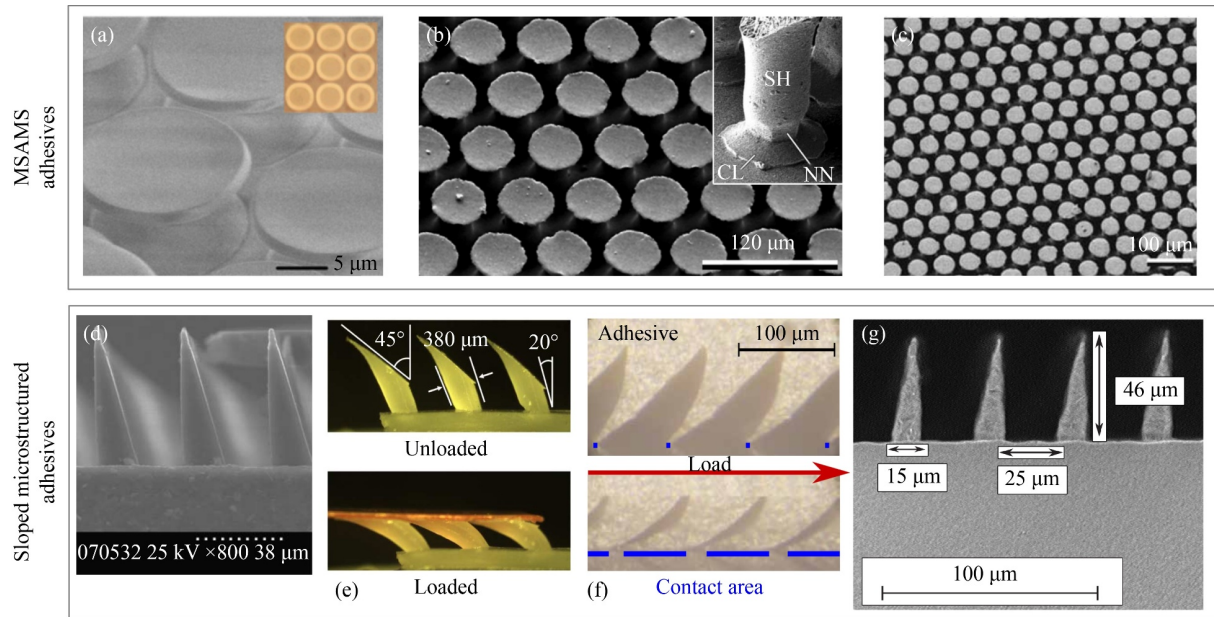 MSAMS
adhesives
(a)
5 μm
(b)
SH
CL
NN
120 μm
(c)
100 μm
Sloped microstructured
adhesives
(d)
070532 25 kV ×800 38 μm
45°
380 μm
20°
Unloaded
(e)
Loaded
Adhesive
100 μm
Load
(f)
Contact area
(g)
46 μm
15 μm
25 μm
100 μm